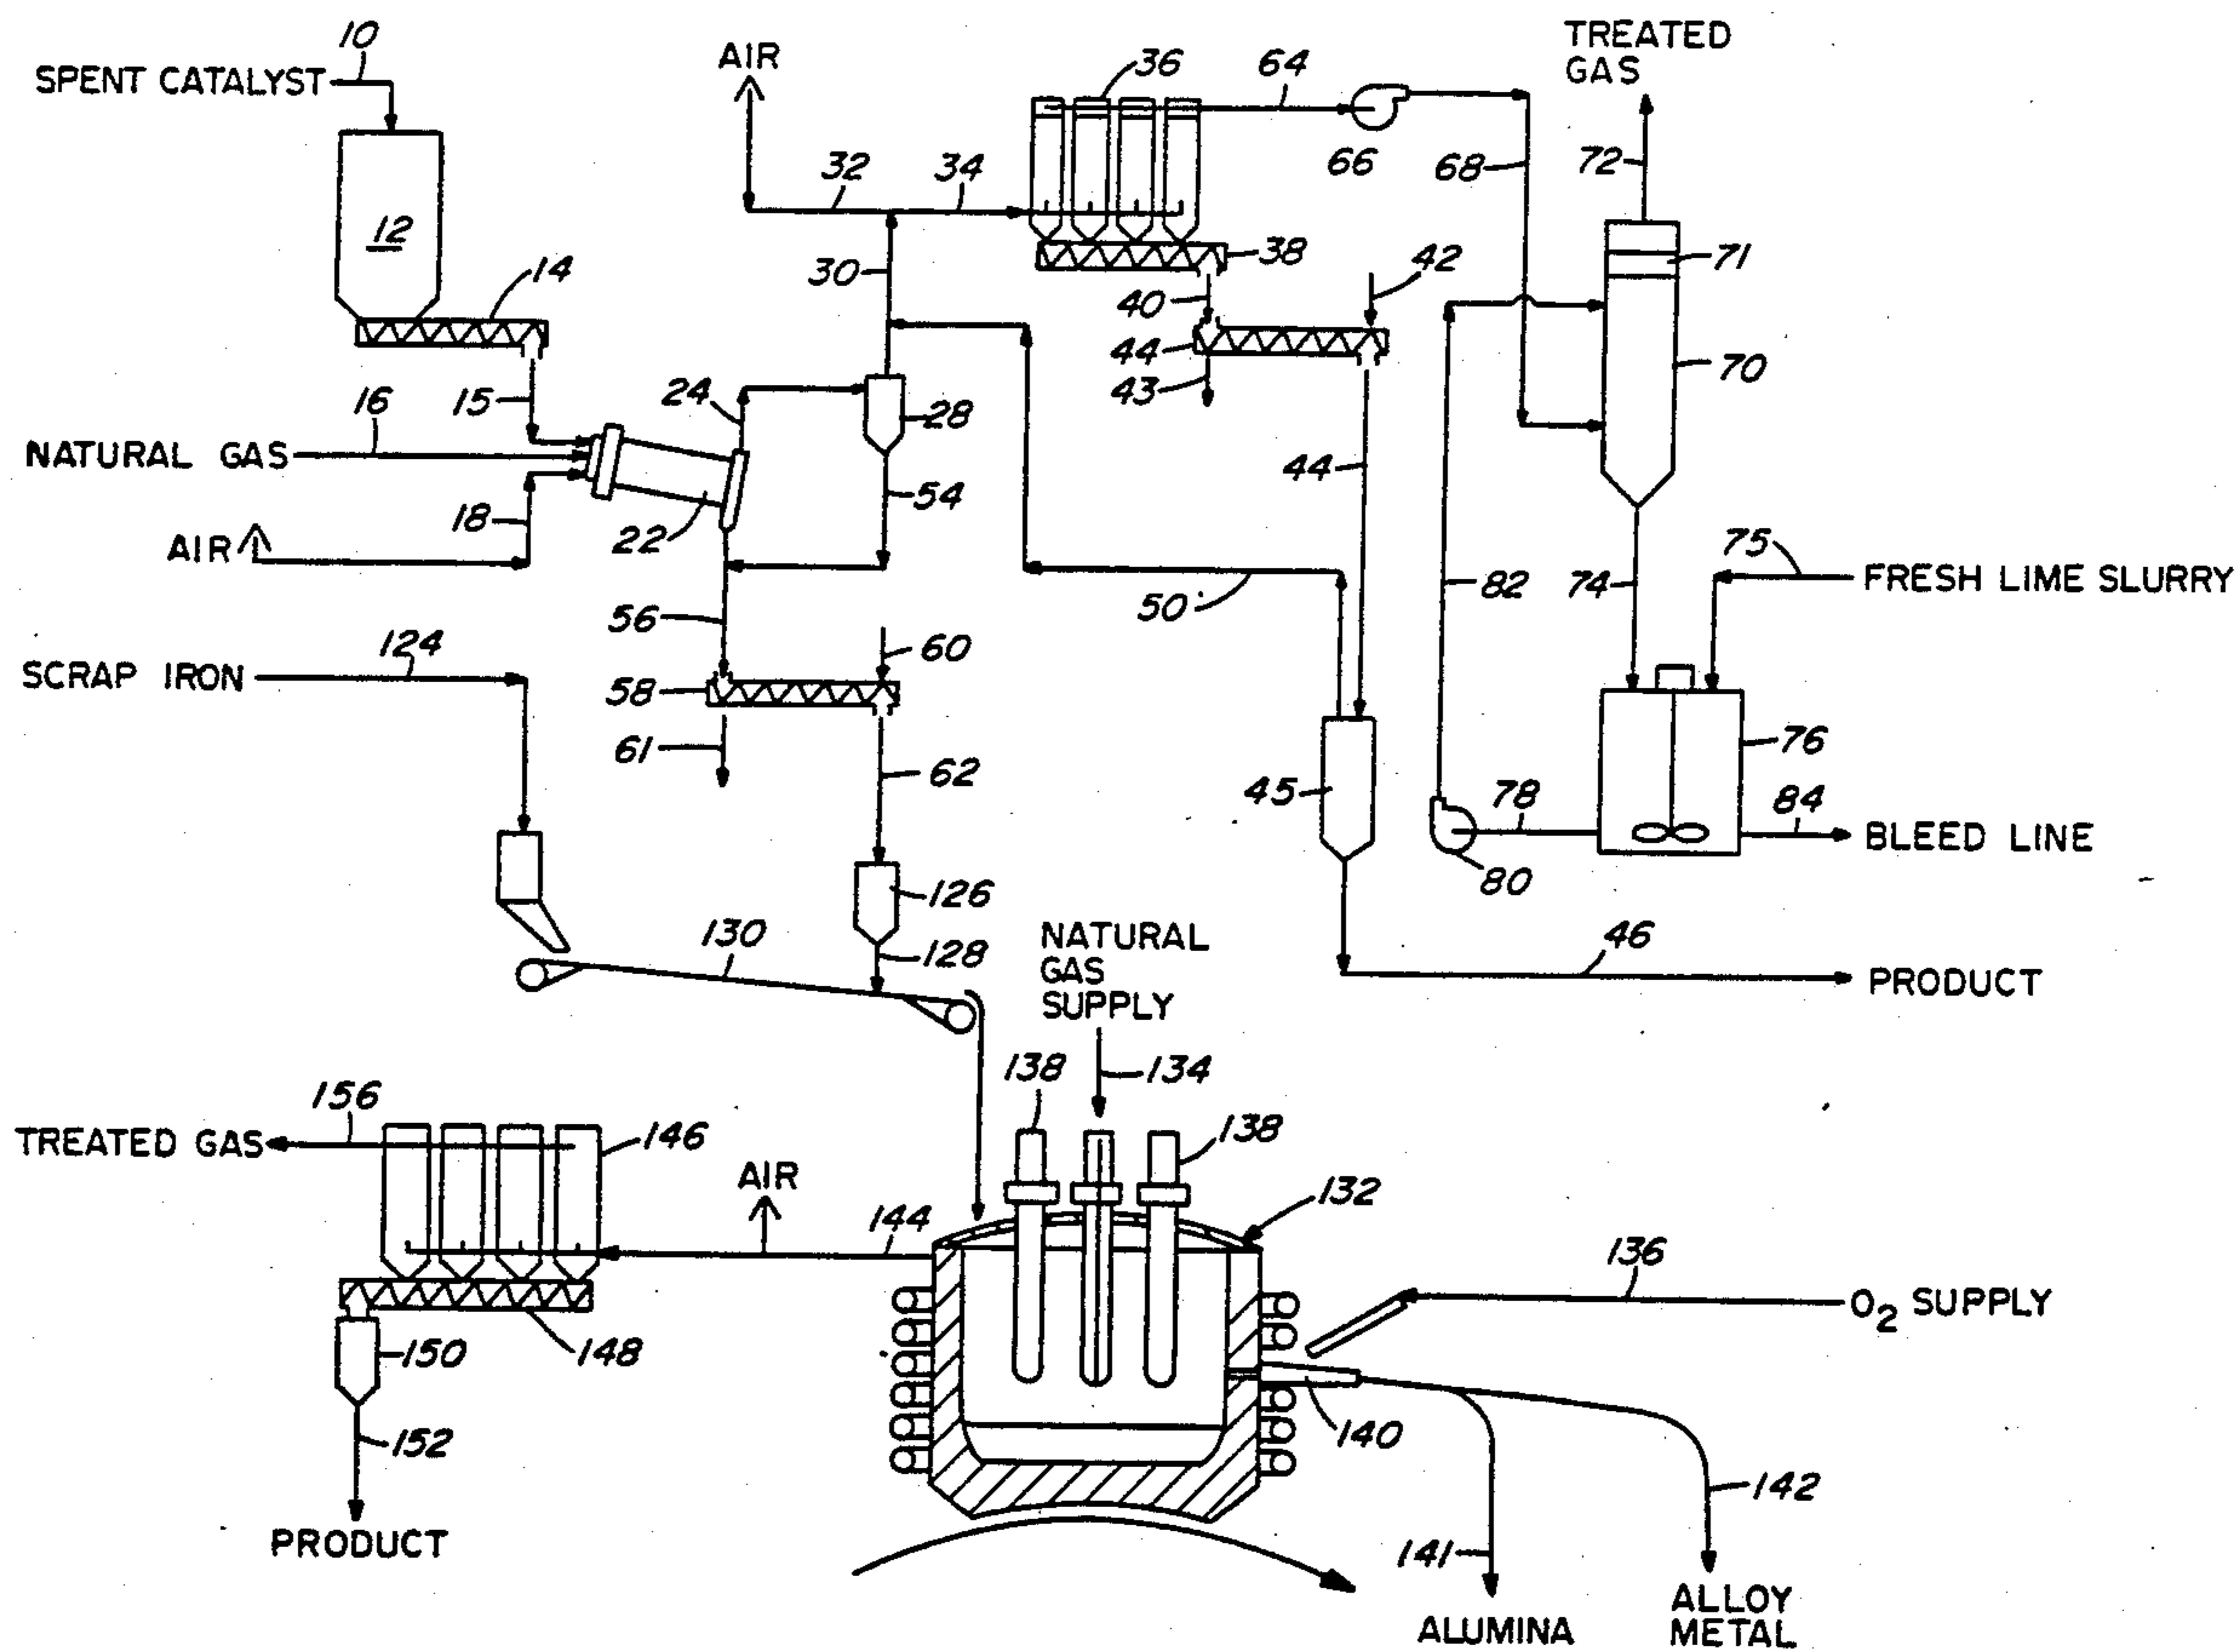 10
SPENT CATALYST
12
14
15
16
NATURAL GAS
18
AIR
22
24
28
30
AIR
32
34
36
64
66
68
TREATED
GAS
72
71
70
38
40
42
44
43
44
54
50
56
58
60
61
62
74
75
FRESH LIME SLURRY
82
76
78
80
84
BLEED LINE
45
46
PRODUCT
124
SCRAP IRON
126
128
130
NATURAL
GAS
SUPPLY
134
138
138
132
156
TREATED GAS
146
AIR
144
148
150
152
PRODUCT
136
O2 SUPPLY
140
141
142
ALUMINA
ALLOY
METAL